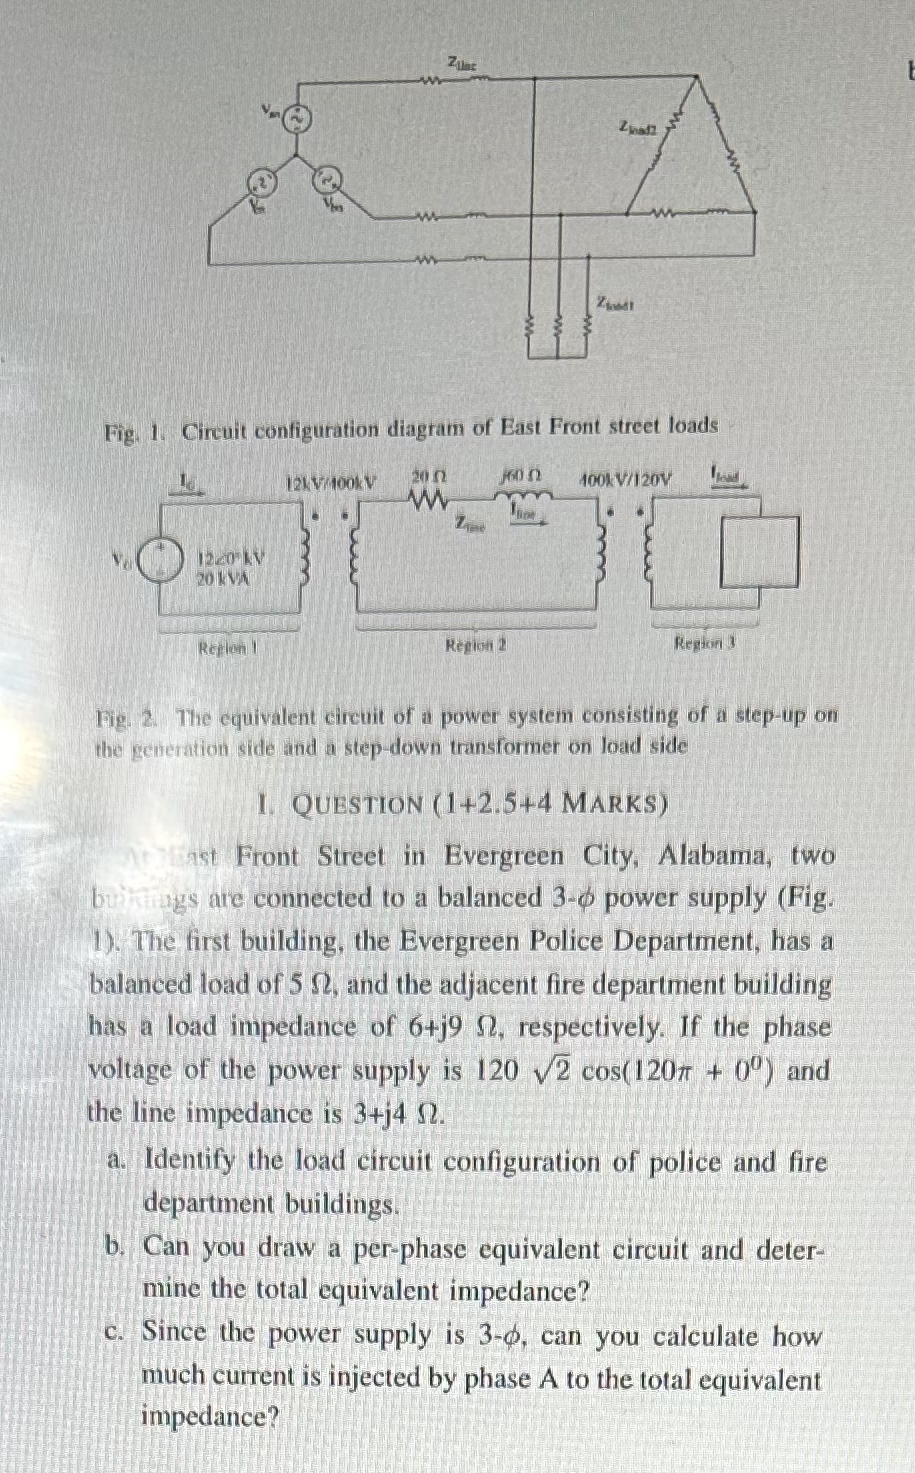 Z_line
V_an
Z_load2
V_bn
Z_load1
Fig. 1. Circuit configuration diagram of East Front street loads
12kV/400kV
20 Ω
j60 Ω
400kV/120V
I_load
Z_line
I_line
V_G
12∠0° kV
20 kVA
Region 1
Region 2
Region 3
Fig. 2. The equivalent circuit of a power system consisting of a step-up on
the generation side and a step-down transformer on load side
I. QUESTION (1+2.5+4 MARKS)
At East Front Street in Evergreen City, Alabama, two
buildings are connected to a balanced 3-ϕ power supply (Fig.
1). The first building, the Evergreen Police Department, has a
balanced load of 5 Ω, and the adjacent fire department building
has a load impedance of 6+j9 Ω, respectively. If the phase
voltage of the power supply is 120 √2 cos(120π + 0⁰) and
the line impedance is 3+j4 Ω.
a. Identify the load circuit configuration of police and fire
department buildings.
b. Can you draw a per-phase equivalent circuit and deter-
mine the total equivalent impedance?
c. Since the power supply is 3-ϕ, can you calculate how
much current is injected by phase A to the total equivalent
impedance?